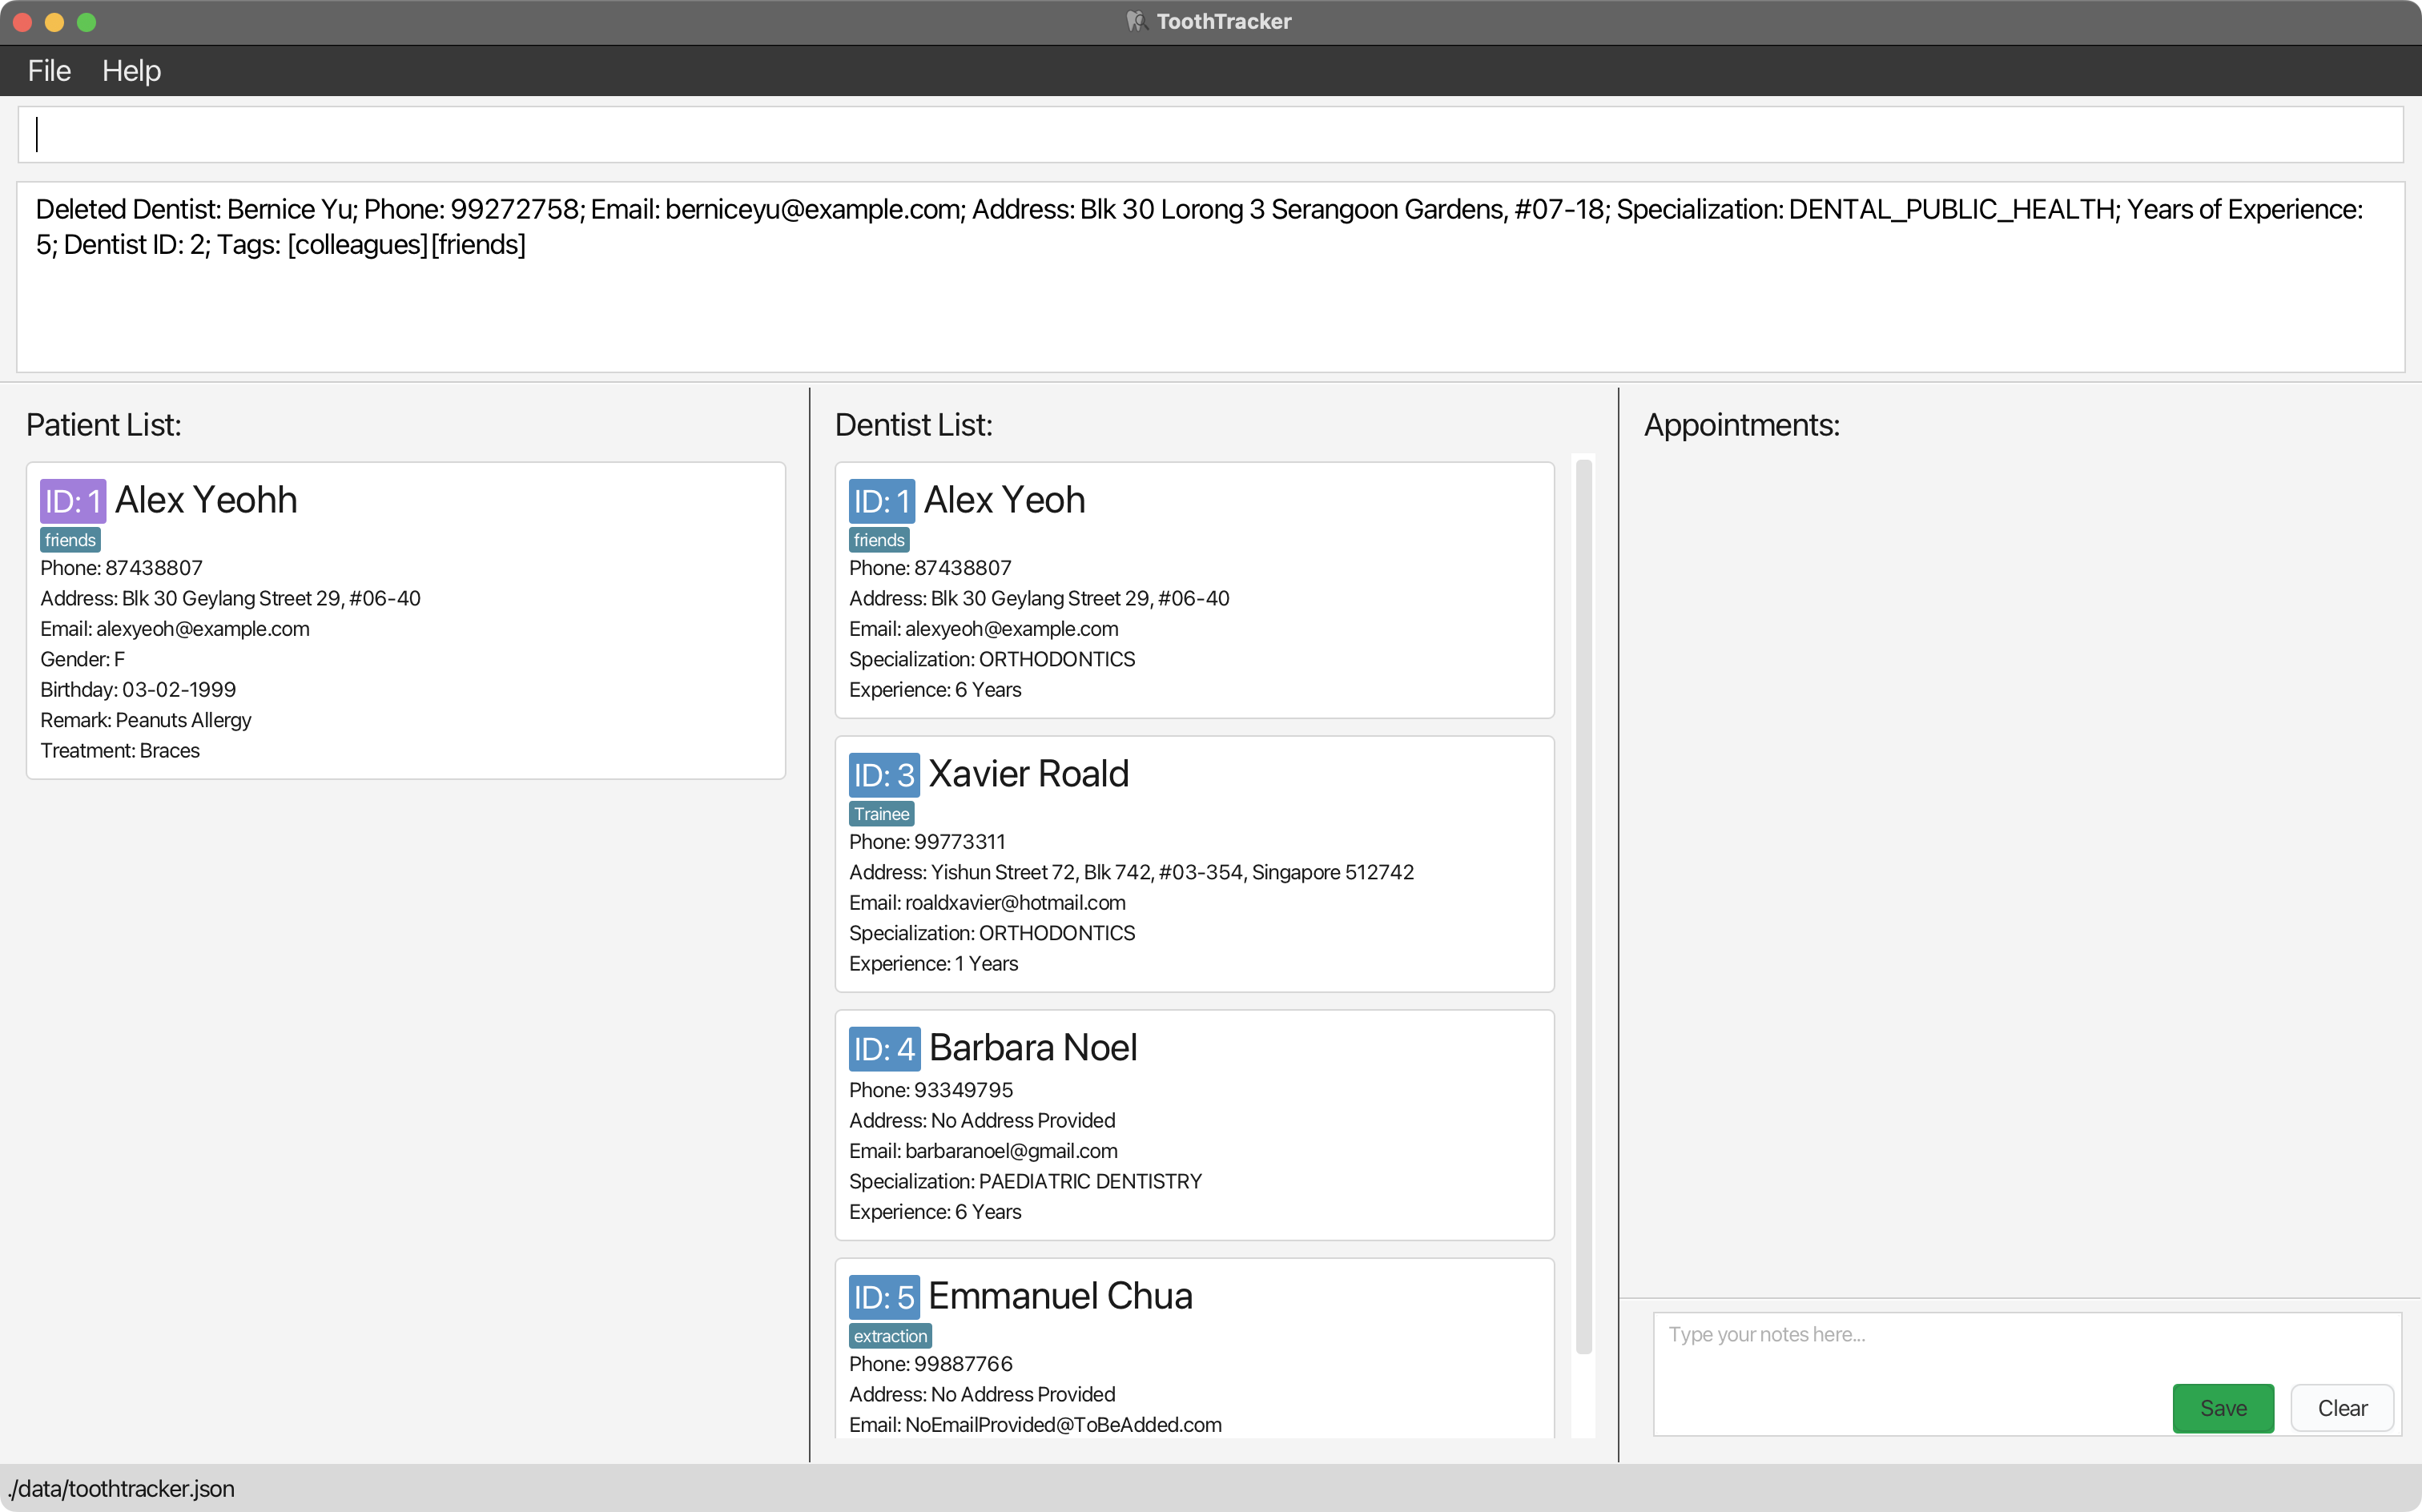 ToothTracker
File Help
Deleted Dentist: Bernice Yu; Phone: 99272758; Email: berniceyu@example.com; Address: Blk 30 Lorong 3 Serangoon Gardens, #07-18; Specialization: DENTAL_PUBLIC_HEALTH; Years of Experience:
5; Dentist ID: 2; Tags: [colleagues][friends]
Patient List:
ID: 1 Alex Yeohh
friends
Phone: 87438807
Address: Blk 30 Geylang Street 29, #06-40
Email: alexyeoh@example.com
Gender: F
Birthday: 03-02-1999
Remark: Peanuts Allergy
Treatment: Braces
Dentist List:
ID: 1 Alex Yeoh
friends
Phone: 87438807
Address: Blk 30 Geylang Street 29, #06-40
Email: alexyeoh@example.com
Specialization: ORTHODONTICS
Experience: 6 Years
ID: 3 Xavier Roald
Trainee
Phone: 99773311
Address: Yishun Street 72, Blk 742, #03-354, Singapore 512742
Email: roaldxavier@hotmail.com
Specialization: ORTHODONTICS
Experience: 1 Years
ID: 4 Barbara Noel
Phone: 93349795
Address: No Address Provided
Email: barbaranoel@gmail.com
Specialization: PAEDIATRIC DENTISTRY
Experience: 6 Years
ID: 5 Emmanuel Chua
extraction
Phone: 99887766
Address: No Address Provided
Email: NoEmailProvided@ToBeAdded.com
Appointments:
Type your notes here...
Save Clear
./data/toothtracker.json